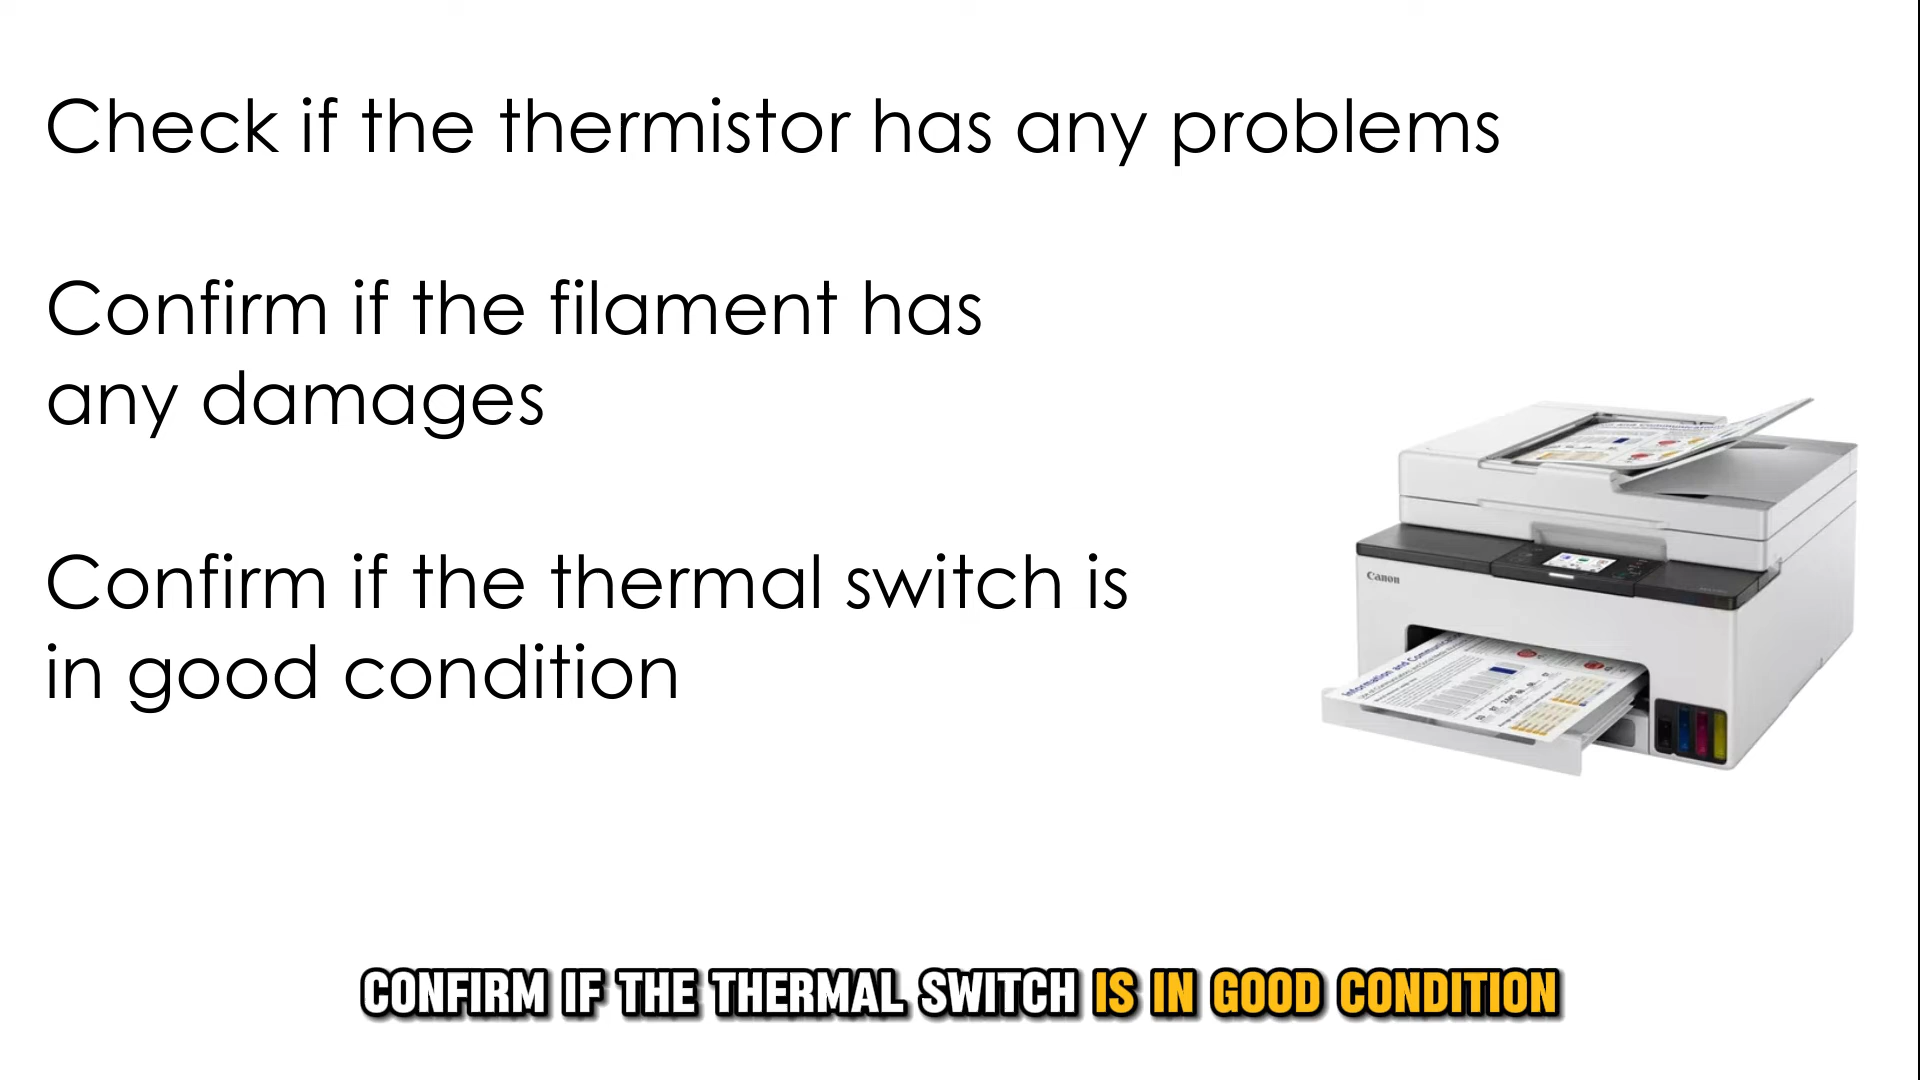 Check if the thermistor has any problems
Confirm if the filament has
any damages
Confirm if the thermal switch is
in good condition
Canon
CONFIRM IF THE THERMAL SWITCH IS IN GOOD CONDITION